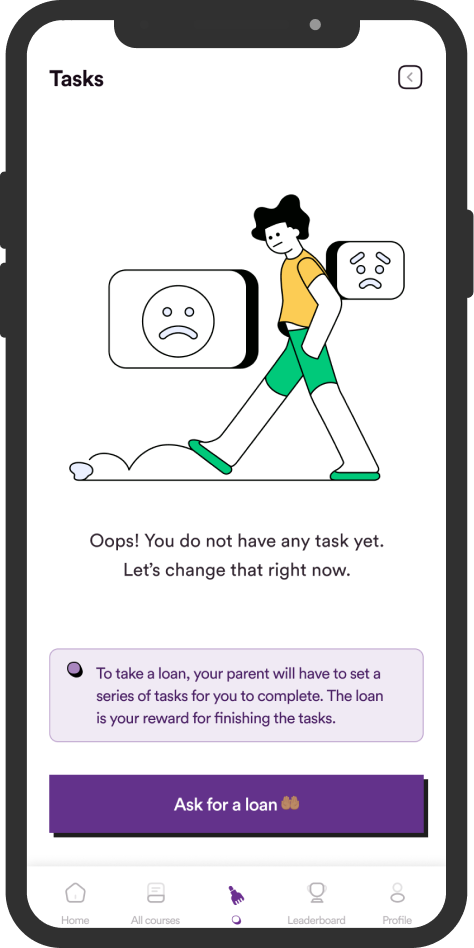 Tasks
Oops! You do not have any task yet.
Let's change that right now.
To take a loan, your parent will have to set a
series of tasks for you to complete. The loan
is your reward for finishing the tasks.
Ask for a loan 🤲🏾
Home
All courses
Leaderboard
Profile